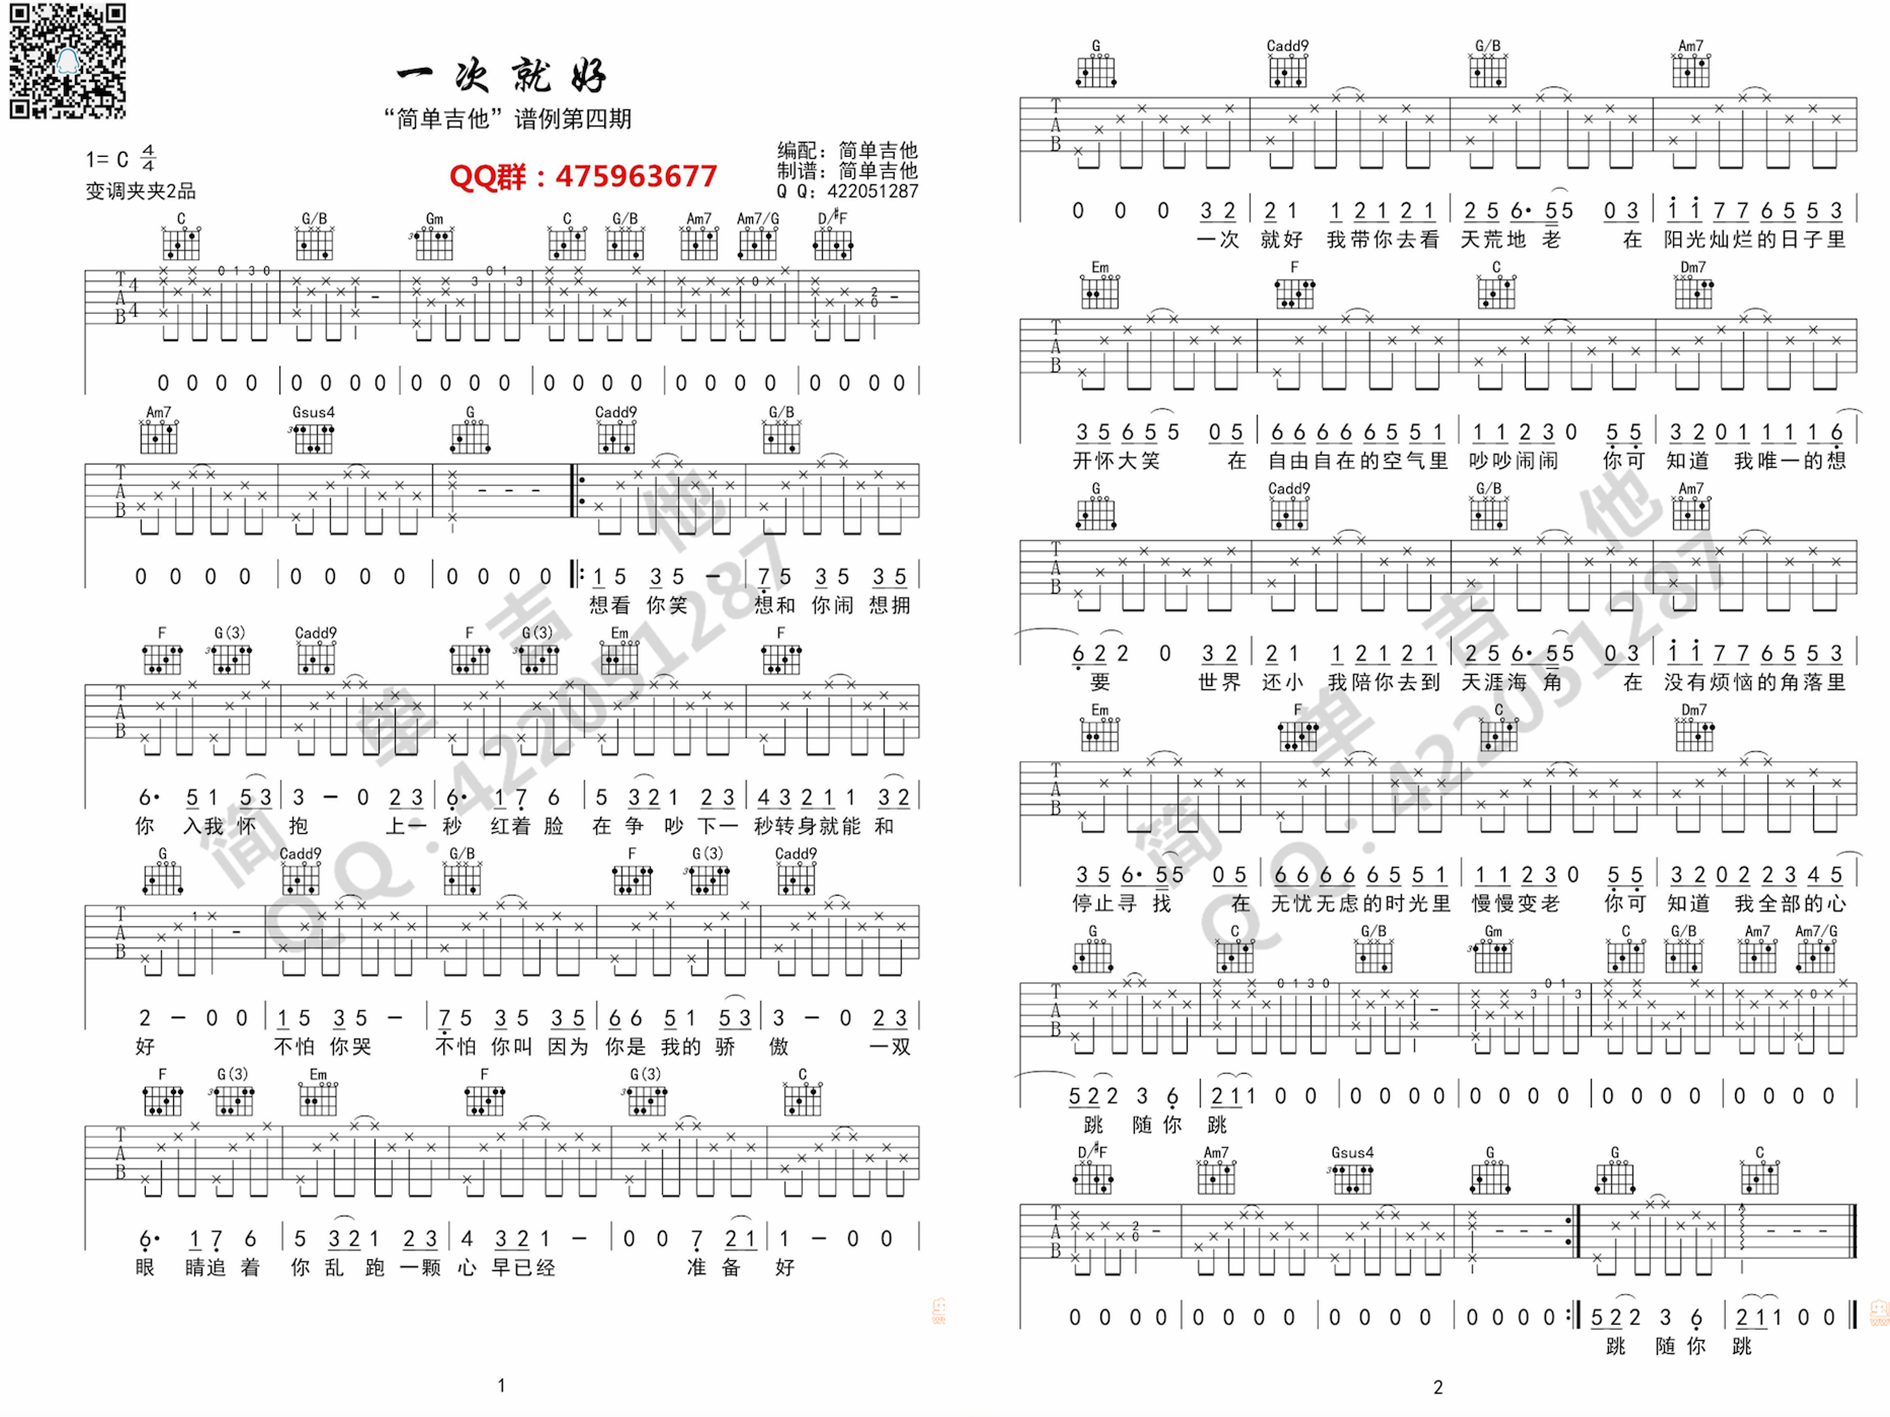 一次就好
“简单吉他”谱例第四期
1= C 4/4
变调夹夹2品
QQ群：475963677
编配：简单吉他
制谱：简单吉他
Q Q：422051287
C G/B Gm C G/B Am7 Am7/G D/#F
0 0 0 0 0 0 0 0 0 0 0 0 0 0 0 0 0 0 0 0 0 0 0 0
Am7 Gsus4 G Cadd9 G/B
0 0 0 0 0 0 0 0 0 0 0 0 1 5 3 5 - 7 5 3 5 3 5
想看 你笑 想和 你闹 想拥
F G(3) Cadd9 F G(3) Em F
6· 5 1 5 3 3 - 0 2 3 6· 1 7 6 5 3 2 1 2 3 4 3 2 1 1 3 2
你 入我 怀 抱 上一 秒 红着 脸 在 争 吵 下一 秒转身就能 和
G Cadd9 G/B F G(3) Cadd9
2 - 0 0 1 5 3 5 - 7 5 3 5 3 5 6 6 5 1 5 3 3 - 0 2 3
好 不怕 你哭 不怕 你叫 因为 你是 我的 骄 傲 一双
F G(3) Em F G(3) C
6· 1 7 6 5 3 2 1 2 3 4 3 2 1 - 0 0 7 2 1 1 - 0 0
眼 睛追 着 你 乱 跑 一颗 心 早已经 准 备 好
1
G Cadd9 G/B Am7
0 0 0 3 2 2 1 1 2 1 2 1 2 5 6· 5 5 0 3 1 1 7 7 6 5 5 3
一次 就好 我带你去看 天荒地 老 在 阳光灿烂的日子里
Em F C Dm7
3 5 6 5 5 0 5 6 6 6 6 6 5 5 1 1 1 2 3 0 5 5 3 2 0 1 1 1 1 6
开怀大笑 在 自由自在的空气里 吵吵闹闹 你可 知道 我唯一的想
G Cadd9 G/B Am7
6 2 2 0 3 2 2 1 1 2 1 2 1 2 5 6· 5 5 0 3 1 1 7 7 6 5 5 3
要 世界 还小 我陪你去到 天涯海 角 在 没有烦恼的角落里
Em F C Dm7
3 5 6· 5 5 0 5 6 6 6 6 6 5 5 1 1 1 2 3 0 5 5 3 2 0 2 2 3 4 5
停止寻 找 在 无忧无虑的时光里 慢慢变老 你可 知道 我全部的心
G C G/B Gm C G/B Am7 Am7/G
5 2 2 3 6 2 1 1 0 0 0 0 0 0 0 0 0 0 0 0 0 0 0 0 0 0
跳 随你 跳
D/#F Am7 Gsus4 G G C
0 0 0 0 0 0 0 0 0 0 0 0 0 0 0 0 5 2 2 3 6 2 1 1 0 0
跳 随你 跳
2
简单吉他
QQ：422051287
简单吉他
QQ：422051287